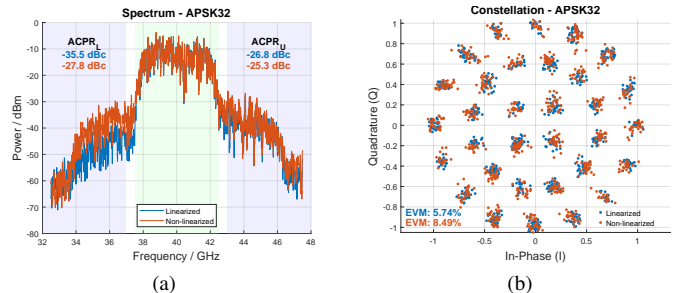 Spectrum - APSK32
ACPR_L
-35.5 dBc
-27.8 dBc
ACPR_U
-26.8 dBc
-25.3 dBc
0
-10
-20
-30
-40
-50
-60
-70
-80
Power / dBm
Linearized
Non-linearized
32 34 36 38 40 42 44 46 48
Frequency / GHz
(a)
Constellation - APSK32
1
0.8
0.6
0.4
0.2
0
-0.2
-0.4
-0.6
-0.8
-1
Quadrature (Q)
EVM: 5.74%
EVM: 8.49%
Linearized
Non-linearized
-1 -0.5 0 0.5 1
In-Phase (I)
(b)